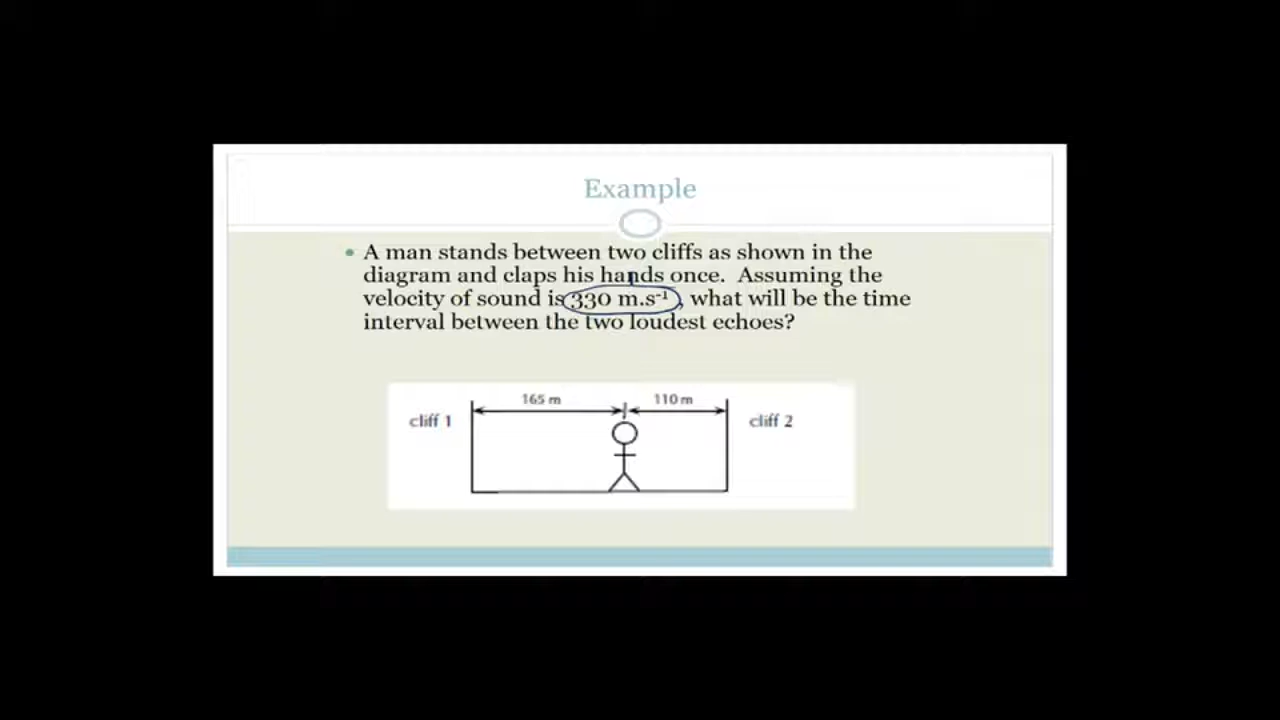 Example
• A man stands between two cliffs as shown in the
diagram and claps his hands once. Assuming the
velocity of sound is 330 m.s⁻¹, what will be the time
interval between the two loudest echoes?
165 m
110 m
cliff 1
cliff 2